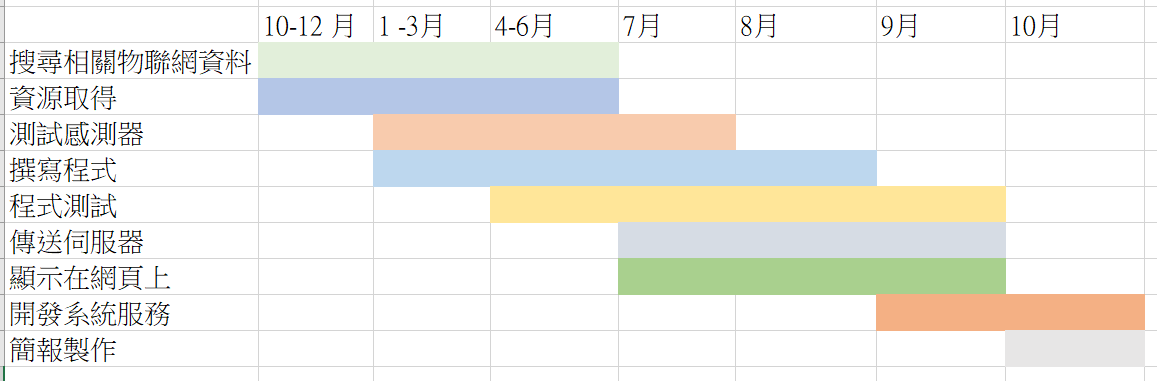 10-12 月 1 -3月 4-6月 7月 8月 9月 10月
搜尋相關物聯網資料
資源取得
測試感測器
撰寫程式
程式測試
傳送伺服器
顯示在網頁上
開發系統服務
簡報製作